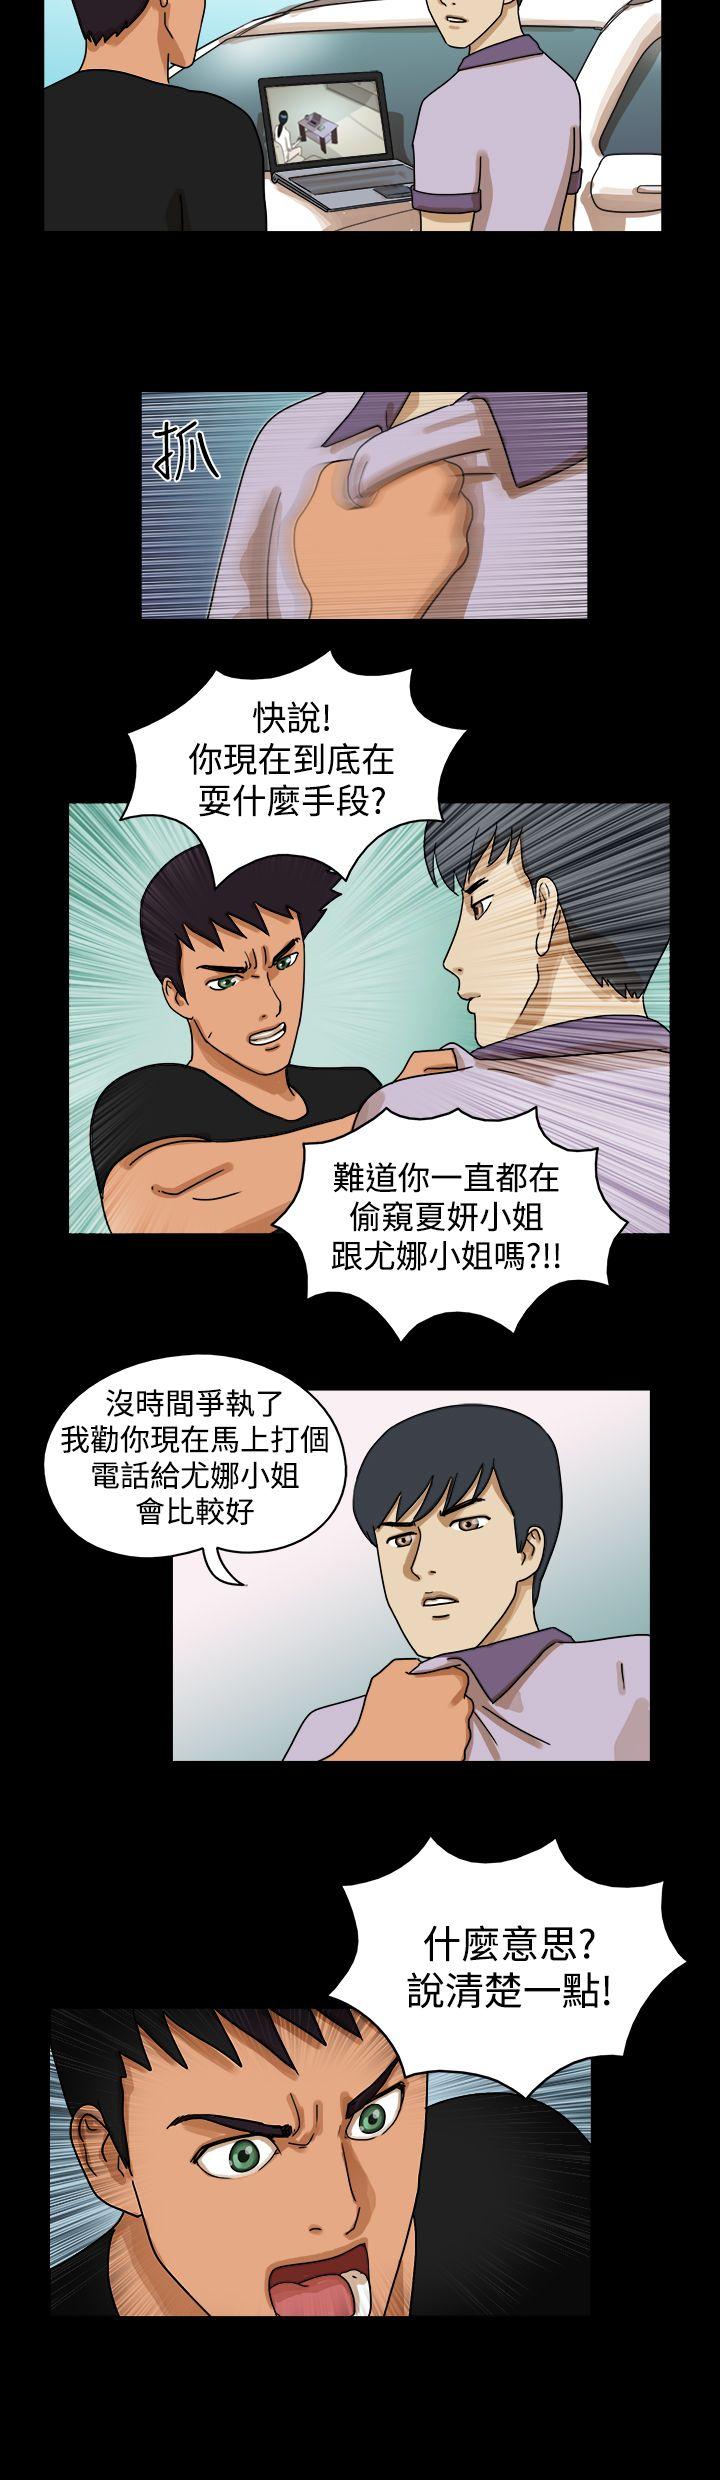 抓
快說!
你現在到底在
耍什麼手段?
難道你一直都在
偷窺夏妍小姐
跟尤娜小姐嗎?!!
沒時間爭執了
我勸你現在馬上打個
電話給尤娜小姐
會比較好
什麼意思?
說清楚一點!